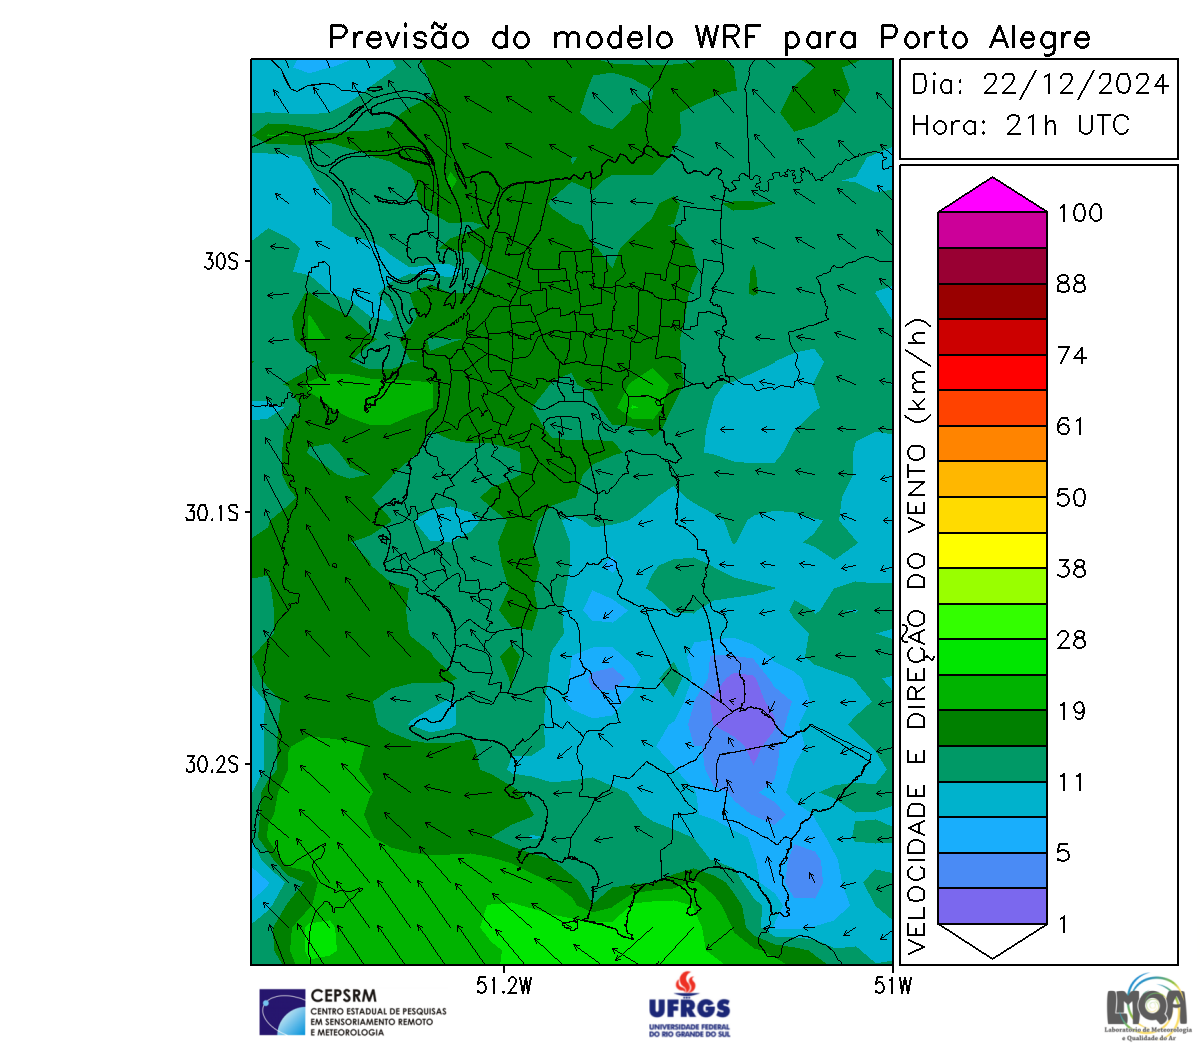 Previsão do modelo WRF para Porto Alegre
Dia: 22/12/2024
Hora: 21h UTC
30S
30.1S
30.2S
51.2W
51W
VELOCIDADE E DIREÇÃO DO VENTO (km/h)
100
88
74
61
50
38
28
19
11
5
1
CEPSRM
CENTRO ESTADUAL DE PESQUISAS
EM SENSORIAMENTO REMOTO
E METEOROLOGIA
UFRGS
UNIVERSIDADE FEDERAL
DO RIO GRANDE DO SUL
LMQA
Laboratório de Meteorologia
e Qualidade do Ar